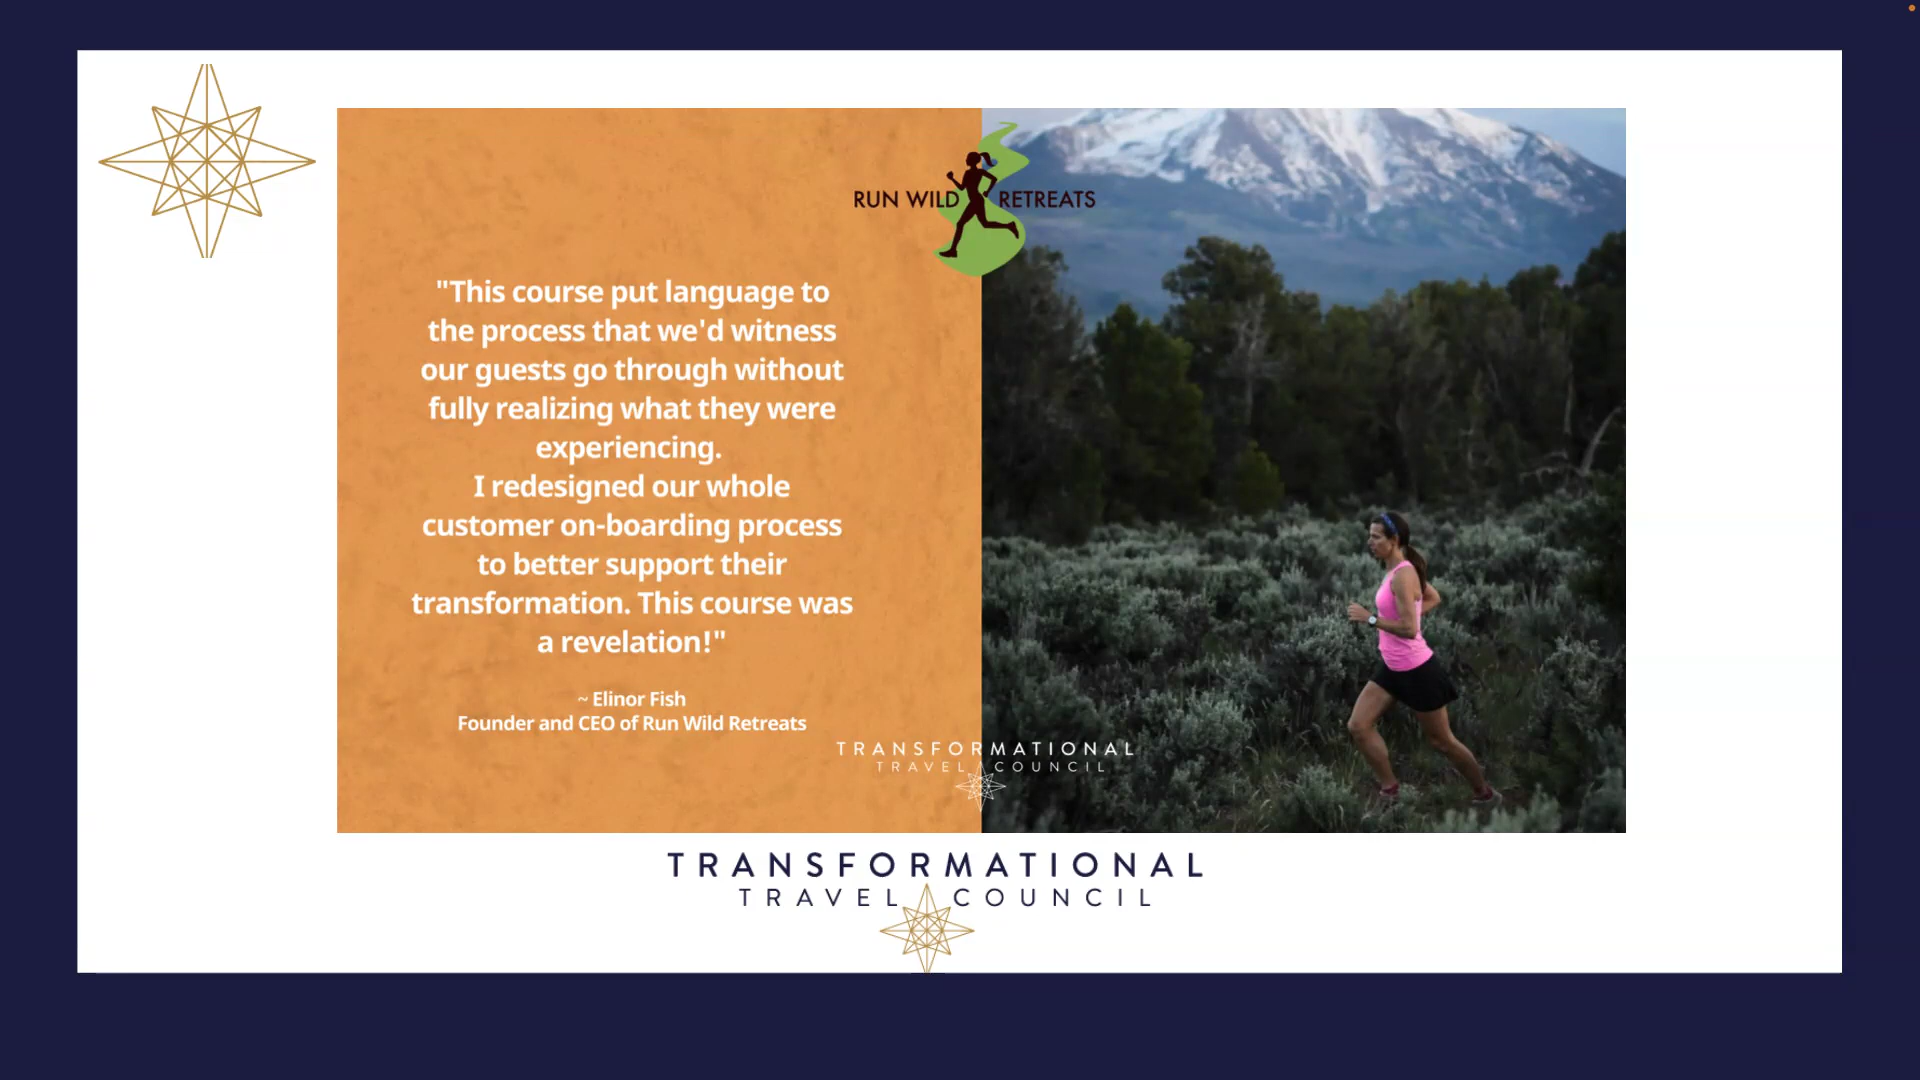 RUN WILD RETREATS
"This course put language to
the process that we'd witness
our guests go through without
fully realizing what they were
experiencing.
I redesigned our whole
customer on-boarding process
to better support their
transformation. This course was
a revelation!"
~ Elinor Fish
Founder and CEO of Run Wild Retreats
TRANSFORMATIONAL
TRAVEL COUNCIL
TRANSFORMATIONAL
TRAVEL COUNCIL